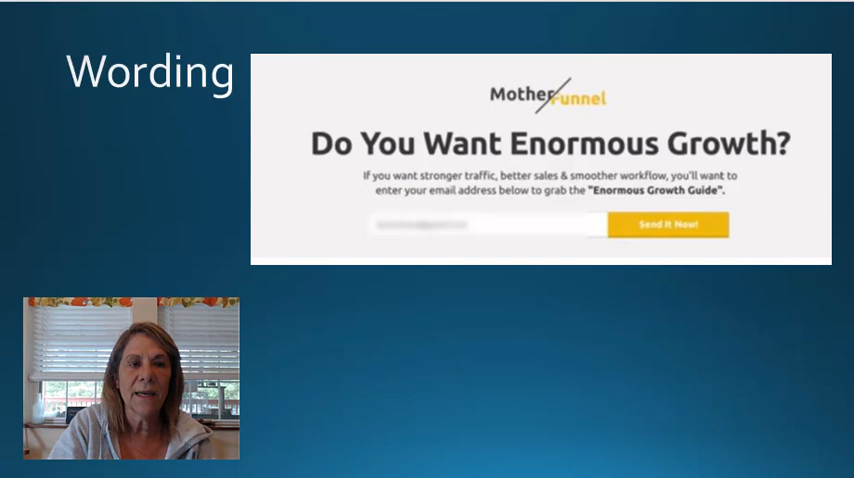 Wording
MotherFunnel
Do You Want Enormous Growth?
If you want stronger traffic, better sales & smoother workflow, you'll want to
enter your email address below to grab the "Enormous Growth Guide".
Send It Now!